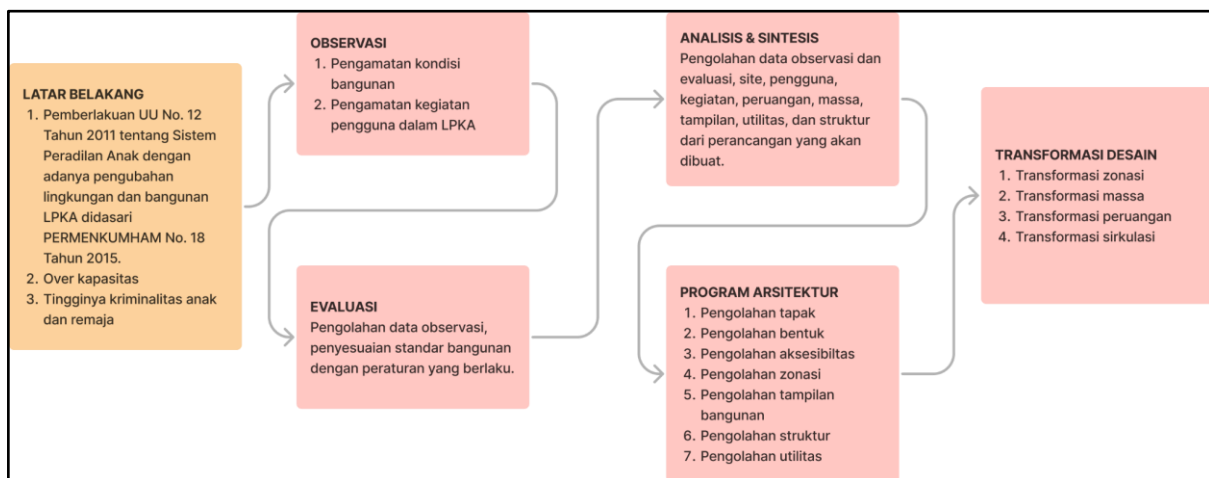 LATAR BELAKANG
1. Pemberlakuan UU No. 12
Tahun 2011 tentang Sistem
Peradilan Anak dengan
adanya pengubahan
lingkungan dan bangunan
LPKA didasari
PERMENKUMHAM No. 18
Tahun 2015.
2. Over kapasitas
3. Tingginya kriminalitas anak
dan remaja
OBSERVASI
1. Pengamatan kondisi
bangunan
2. Pengamatan kegiatan
pengguna dalam LPKA
EVALUASI
Pengolahan data observasi,
penyesuaian standar bangunan
dengan peraturan yang berlaku.
ANALISIS & SINTESIS
Pengolahan data observasi dan
evaluasi, site, pengguna,
kegiatan, peruangan, massa,
tampilan, utilitas, dan struktur
dari perancangan yang akan
dibuat.
PROGRAM ARSITEKTUR
1. Pengolahan tapak
2. Pengolahan bentuk
3. Pengolahan aksesibiltas
4. Pengolahan zonasi
5. Pengolahan tampilan
bangunan
6. Pengolahan struktur
7. Pengolahan utilitas
TRANSFORMASI DESAIN
1. Transformasi zonasi
2. Transformasi massa
3. Transformasi peruangan
4. Transformasi sirkulasi